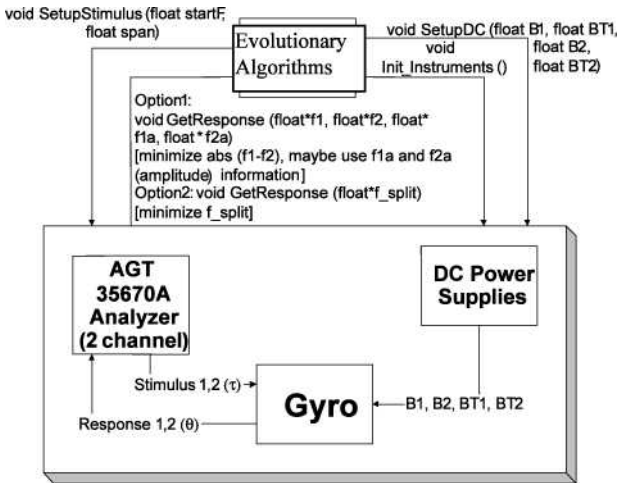 void SetupStimulus (float startF,
float span)
Evolutionary
Algorithms
void SetupDC (float B1, float BT1,
void
float B2,
Init_Instruments ()
float BT2)
Option1:
void GetResponse (float*f1, float*f2, float*
f1a, float* f2a)
[minimize abs (f1-f2), maybe use f1a and f2a
(amplitude) information]
Option2: void GetResponse (float*f_split)
[minimize f_split]
AGT
35670A
Analyzer
(2 channel)
DC Power
Supplies
Stimulus 1,2 (τ)
Gyro
B1, B2, BT1, BT2
Response 1,2 (θ)